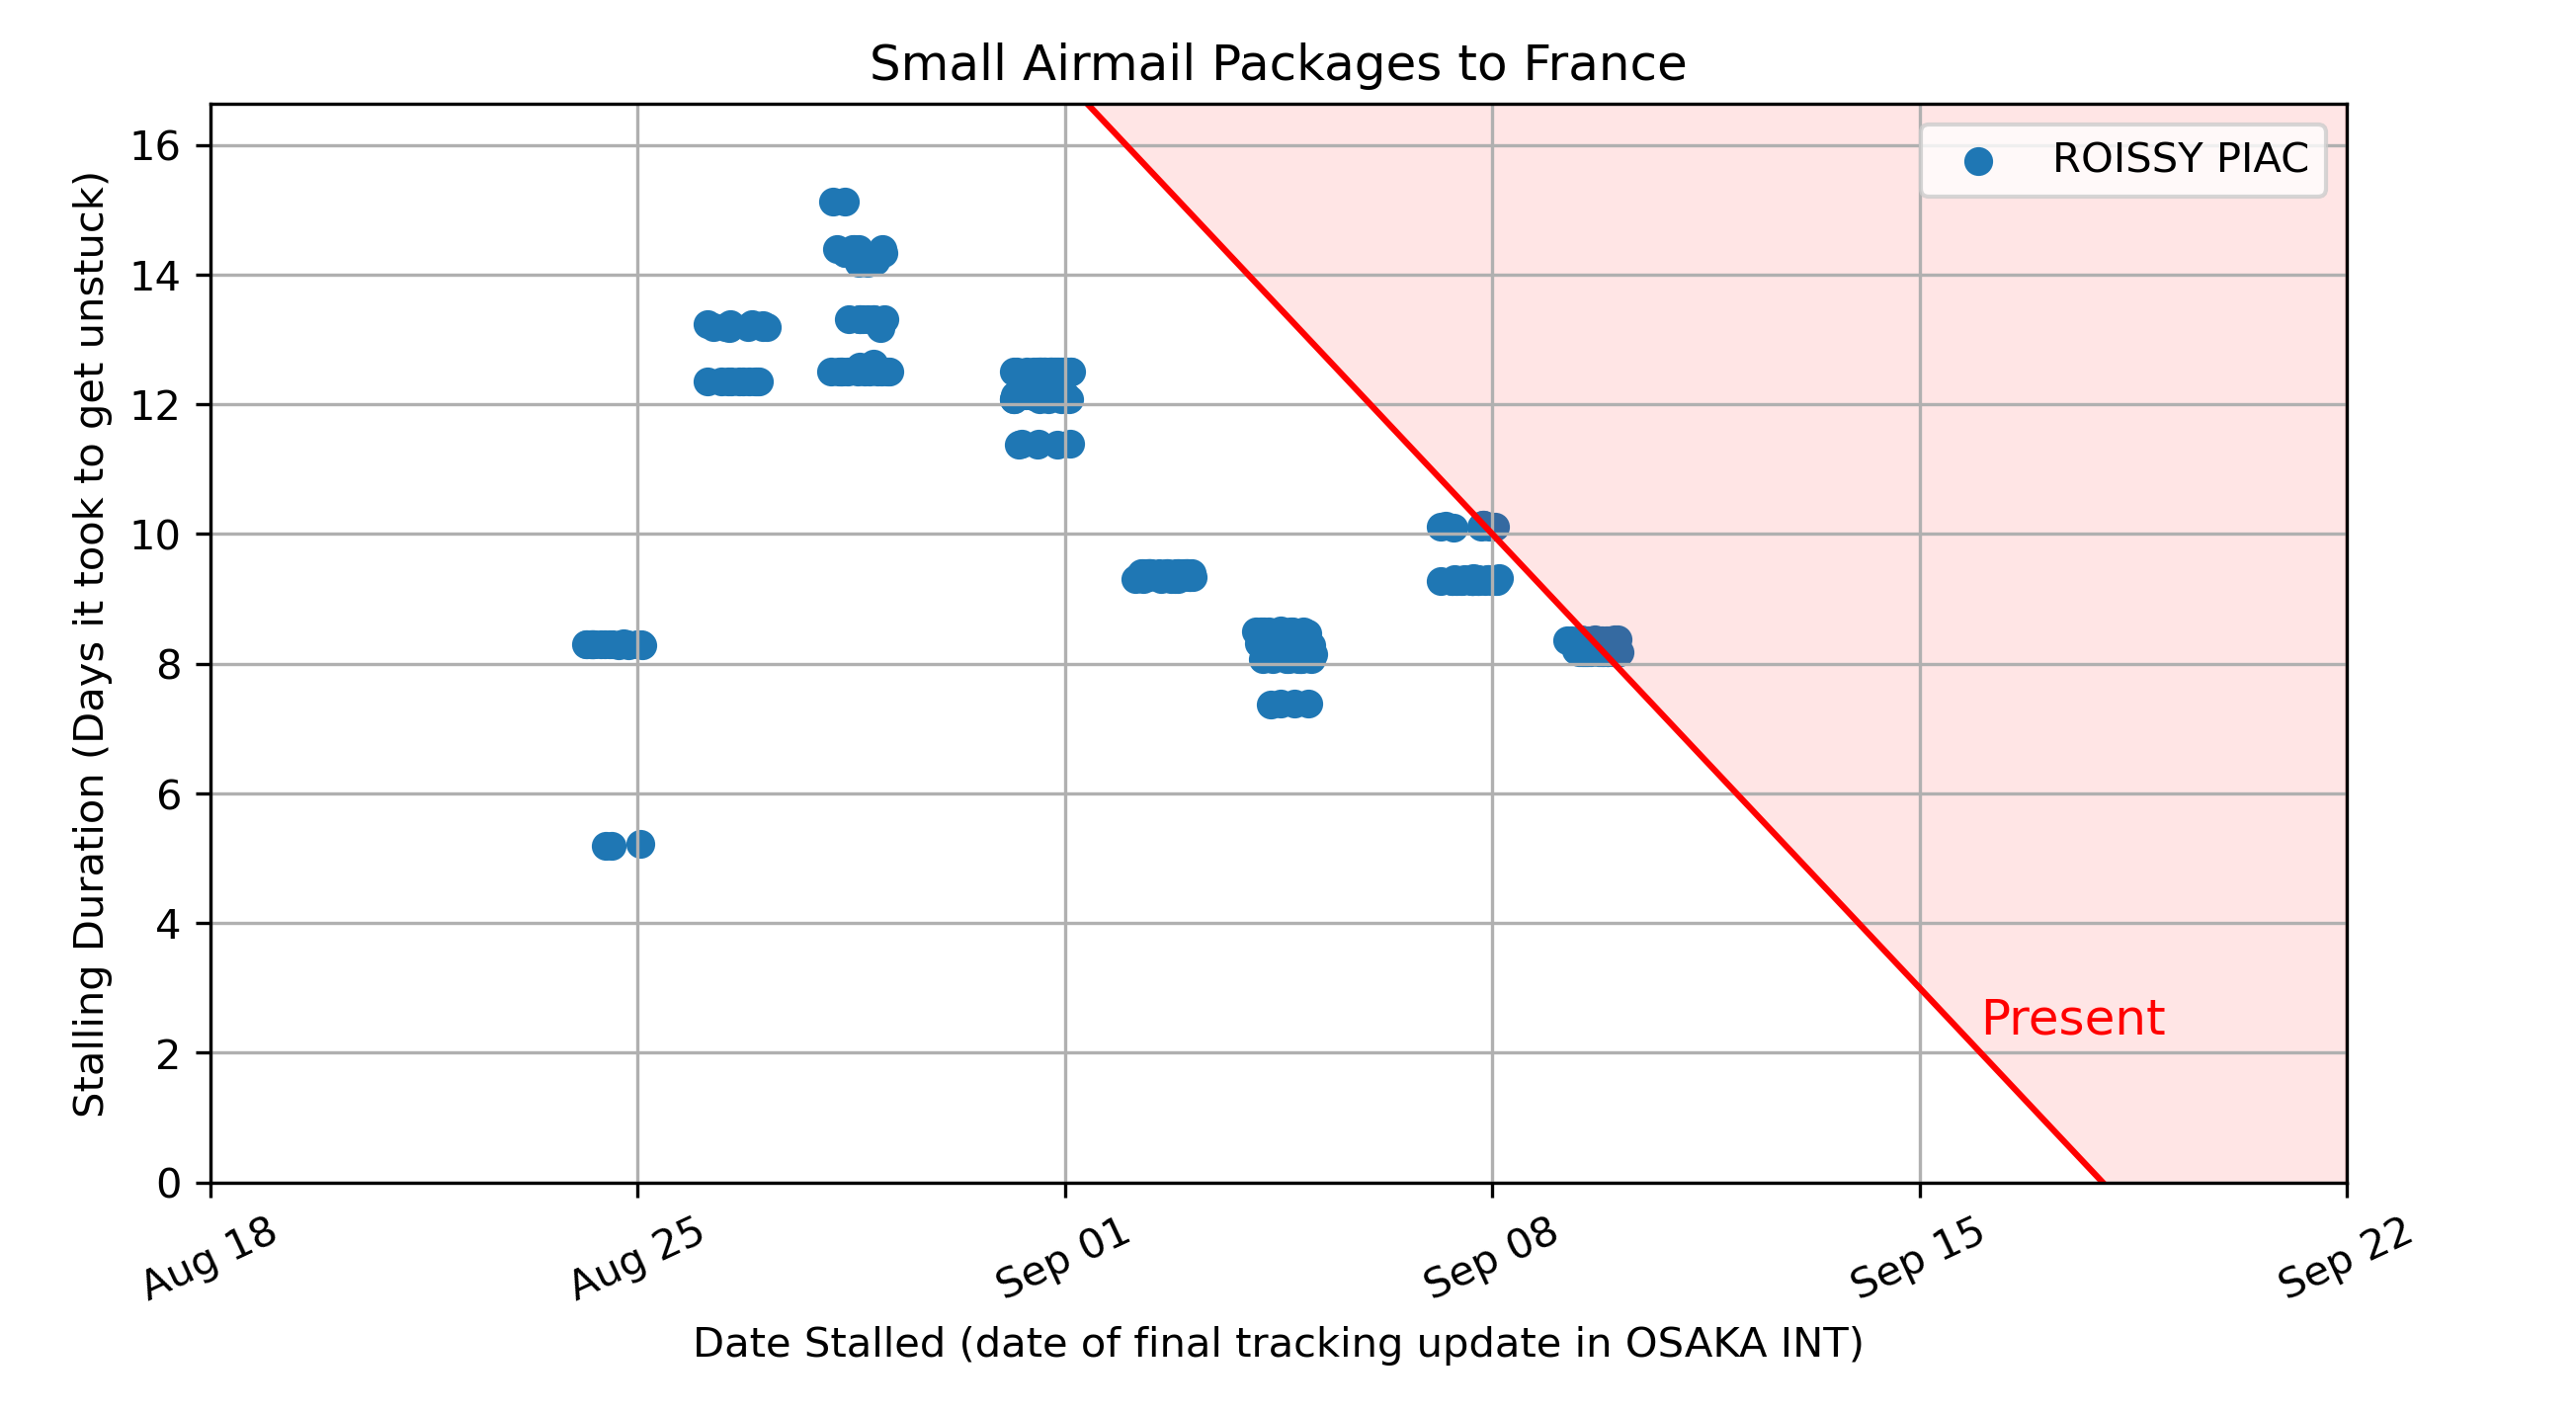 Small Airmail Packages to France
Stalling Duration (Days it took to get unstuck)
16
14
12
10
8
6
4
2
0
ROISSY PIAC
Present
Aug 18
Aug 25
Sep 01
Sep 08
Sep 15
Sep 22
Date Stalled (date of final tracking update in OSAKA INT)